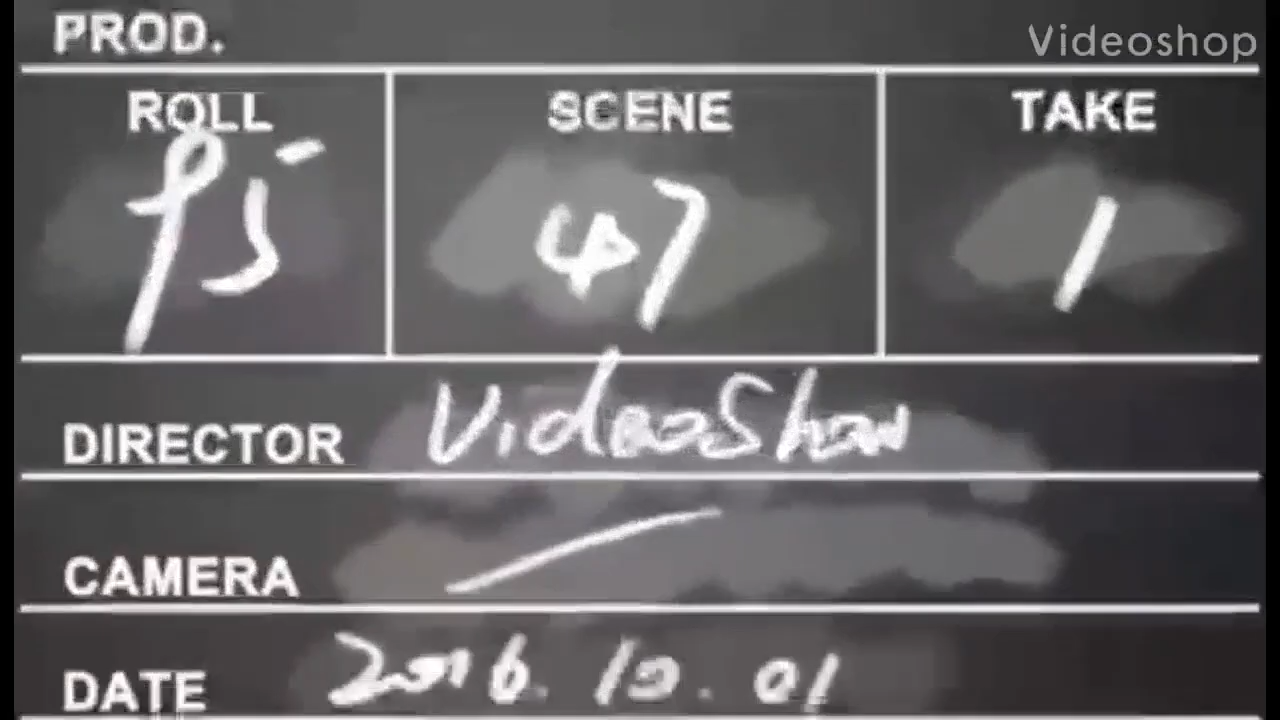 PROD.
Videoshop
ROLL SCENE TAKE
47 1
DIRECTOR VideoShow
CAMERA
DATE 2016.10.01